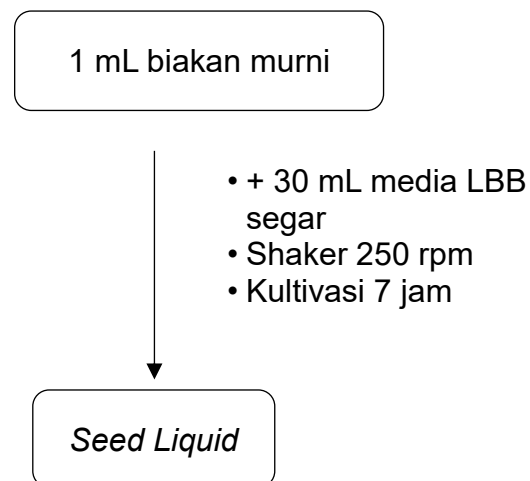 1 mL biakan murni
• + 30 mL media LBB
segar
• Shaker 250 rpm
• Kultivasi 7 jam
Seed Liquid